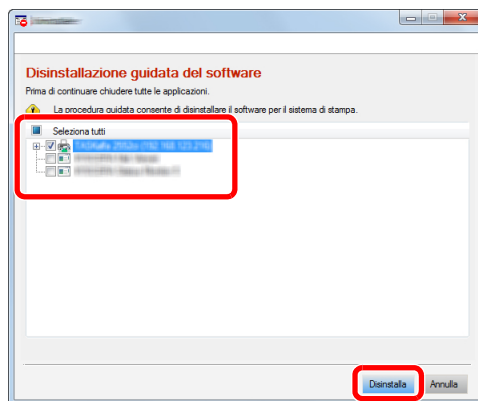 Disinstallazione guidata del software
Prima di continuare chiudere tutte le applicazioni.
La procedura guidata consente di disinstallare il software per il sistema di stampa.
Seleziona tutti
Disinstalla Annulla